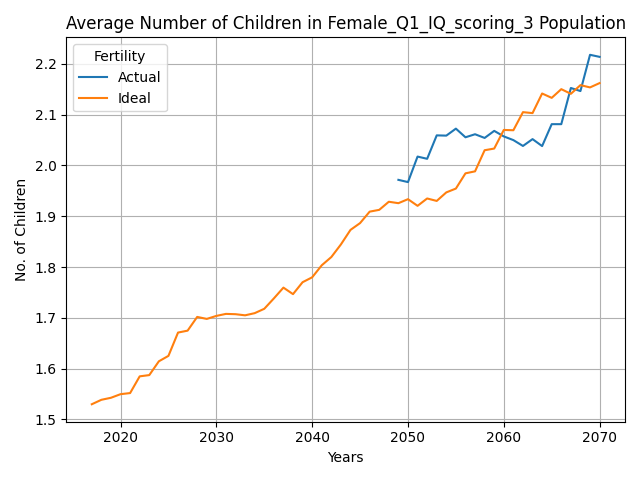 Average Number of Children in Female_Q1_IQ_scoring_3 Population
Fertility
Actual
Ideal
No. of Children
2.2
2.1
2.0
1.9
1.8
1.7
1.6
1.5
2020 2030 2040 2050 2060 2070
Years